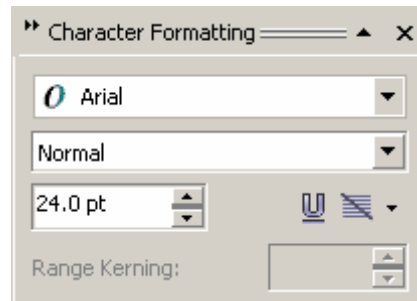 Character Formatting
O Arial
Normal
24.0 pt U
Range Kerning: